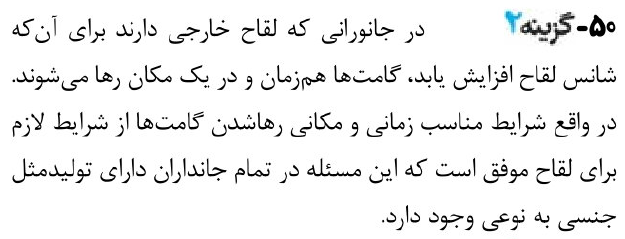 ۵۰- گزینه ۲ در جانورانی که لقاح خارجی دارند برای آن‌که
شانس لقاح افزایش یابد، گامت‌ها هم‌زمان و در یک مکان رها می‌شوند.
در واقع شرایط مناسب زمانی و مکانی رهاشدن گامت‌ها از شرایط لازم
برای لقاح موفق است که این مسئله در تمام جانداران دارای تولیدمثل
جنسی به نوعی وجود دارد.